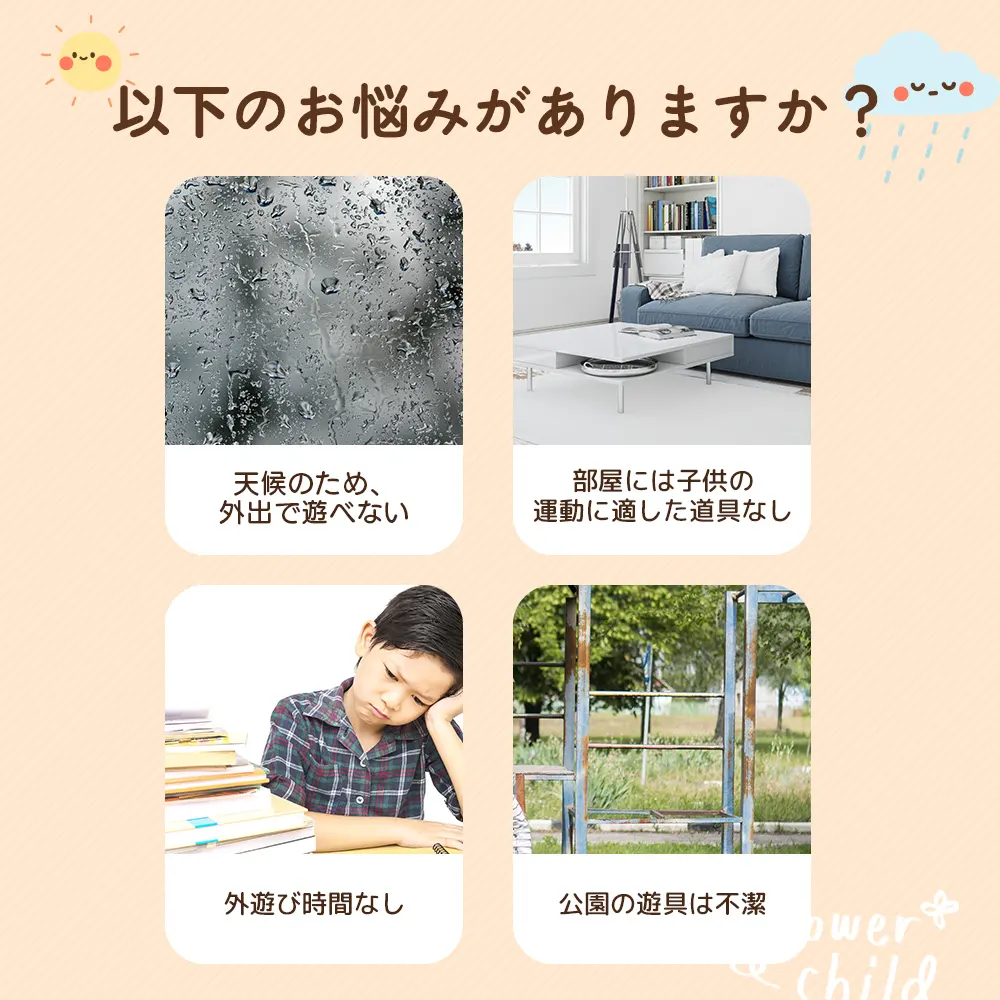 以下のお悩みがありますか？
天候のため、
外出で遊べない
部屋には子供の
運動に適した道具なし
外遊び時間なし
公園の遊具は不潔
ower
child